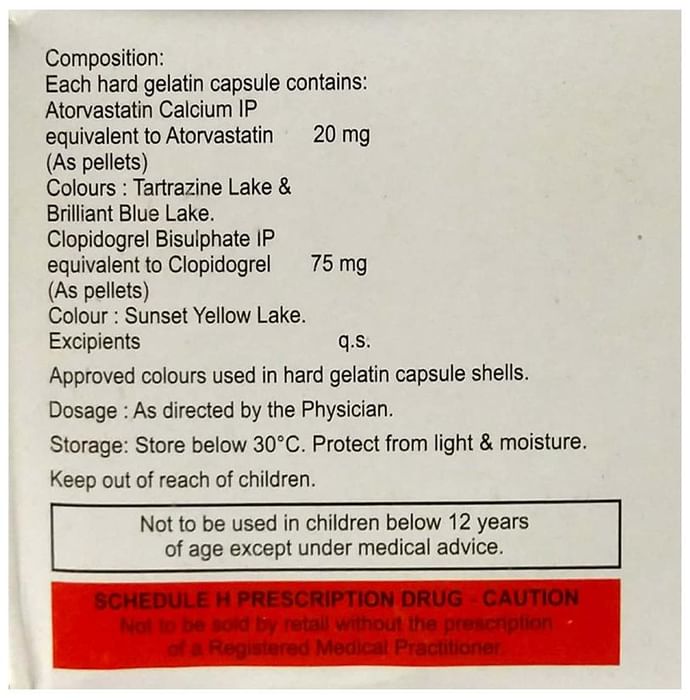 Composition:
Each hard gelatin capsule contains:
Atorvastatin Calcium IP
equivalent to Atorvastatin 20 mg
(As pellets)
Colours : Tartrazine Lake &
Brilliant Blue Lake.
Clopidogrel Bisulphate IP
equivalent to Clopidogrel 75 mg
(As pellets)
Colour : Sunset Yellow Lake.
Excipients q.s.
Approved colours used in hard gelatin capsule shells.
Dosage : As directed by the Physician.
Storage: Store below 30°C. Protect from light & moisture.
Keep out of reach of children.
Not to be used in children below 12 years
of age except under medical advice.
SCHEDULE H PRESCRIPTION DRUG - CAUTION
Not to be sold by retail without the prescription
of a Registered Medical Practitioner.